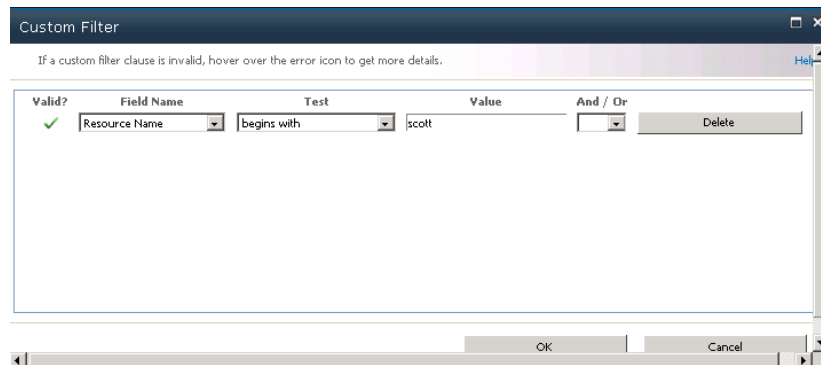 Custom Filter
If a custom filter clause is invalid, hover over the error icon to get more details.
Help
Valid? Field Name Test Value And / Or
Resource Name begins with scott Delete
OK Cancel